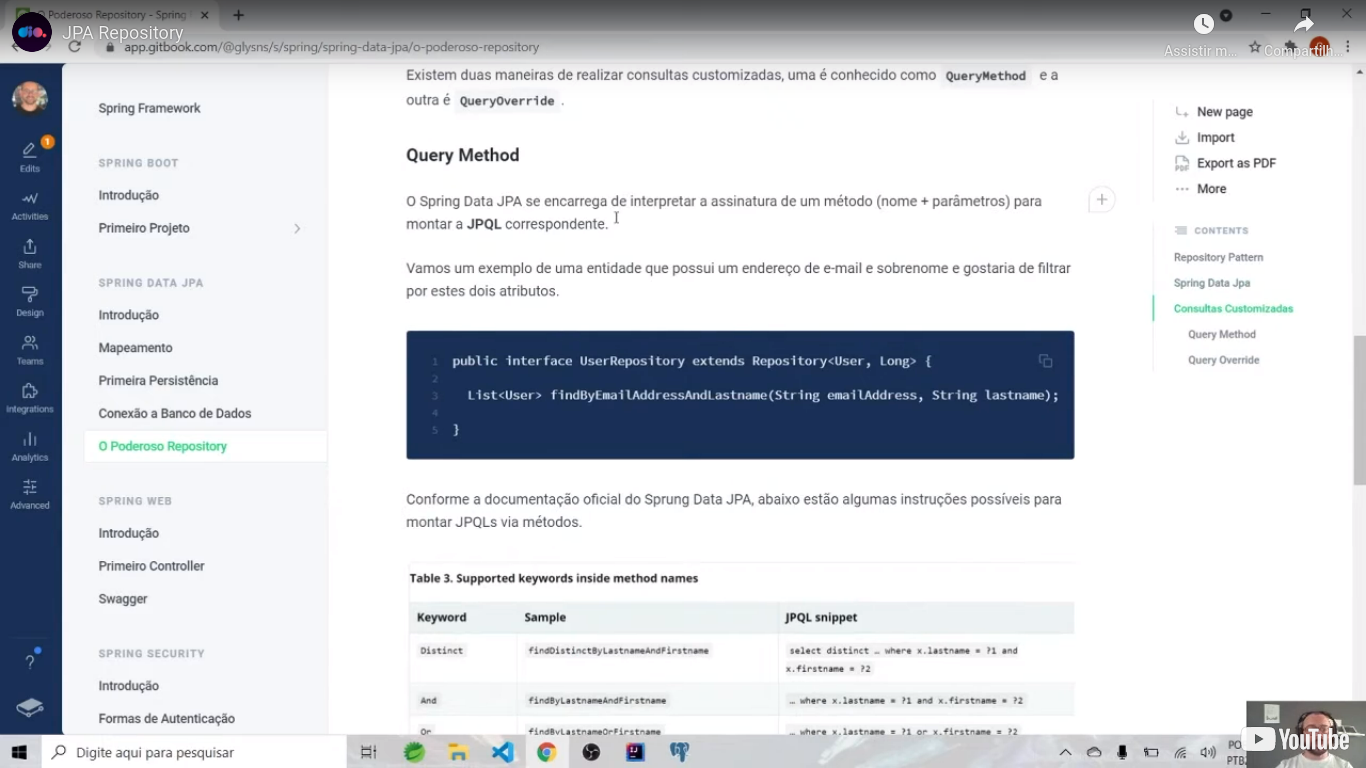 O Poderoso Repository - Spring
JPA Repository
app.gitbook.com/@glysns/s/spring/spring-data-jpa/o-poderoso-repository
Assistir m...
Compartilh...
Edits
1
Activities
Share
Design
Teams
Integrations
Analytics
Advanced
Spring Framework
SPRING BOOT
Introdução
Primeiro Projeto
SPRING DATA JPA
Introdução
Mapeamento
Primeira Persistência
Conexão a Banco de Dados
O Poderoso Repository
SPRING WEB
Introdução
Primeiro Controller
Swagger
SPRING SECURITY
Introdução
Formas de Autenticação
Existem duas maneiras de realizar consultas customizadas, uma é conhecido como QueryMethod e a
outra é QueryOverride .
Query Method
O Spring Data JPA se encarrega de interpretar a assinatura de um método (nome + parâmetros) para
montar a JPQL correspondente.
Vamos um exemplo de uma entidade que possui um endereço de e-mail e sobrenome e gostaria de filtrar
por estes dois atributos.
1 public interface UserRepository extends Repository<User, Long> {
2
3 List<User> findByEmailAddressAndLastname(String emailAddress, String lastname);
4
5 }
Conforme a documentação oficial do Sprung Data JPA, abaixo estão algumas instruções possíveis para
montar JPQLs via métodos.
Table 3. Supported keywords inside method names
Keyword Sample JPQL snippet
Distinct findDistinctByLastnameAndFirstname select distinct … where x.lastname = ?1 and
x.firstname = ?2
And findByLastnameAndFirstname … where x.lastname = ?1 and x.firstname = ?2
Or findByLastnameOrFirstname … where x.lastname = ?1 or x.firstname = ?2
New page
Import
Export as PDF
More
CONTENTS
Repository Pattern
Spring Data Jpa
Consultas Customizadas
Query Method
Query Override
Digite aqui para pesquisar
YouTube